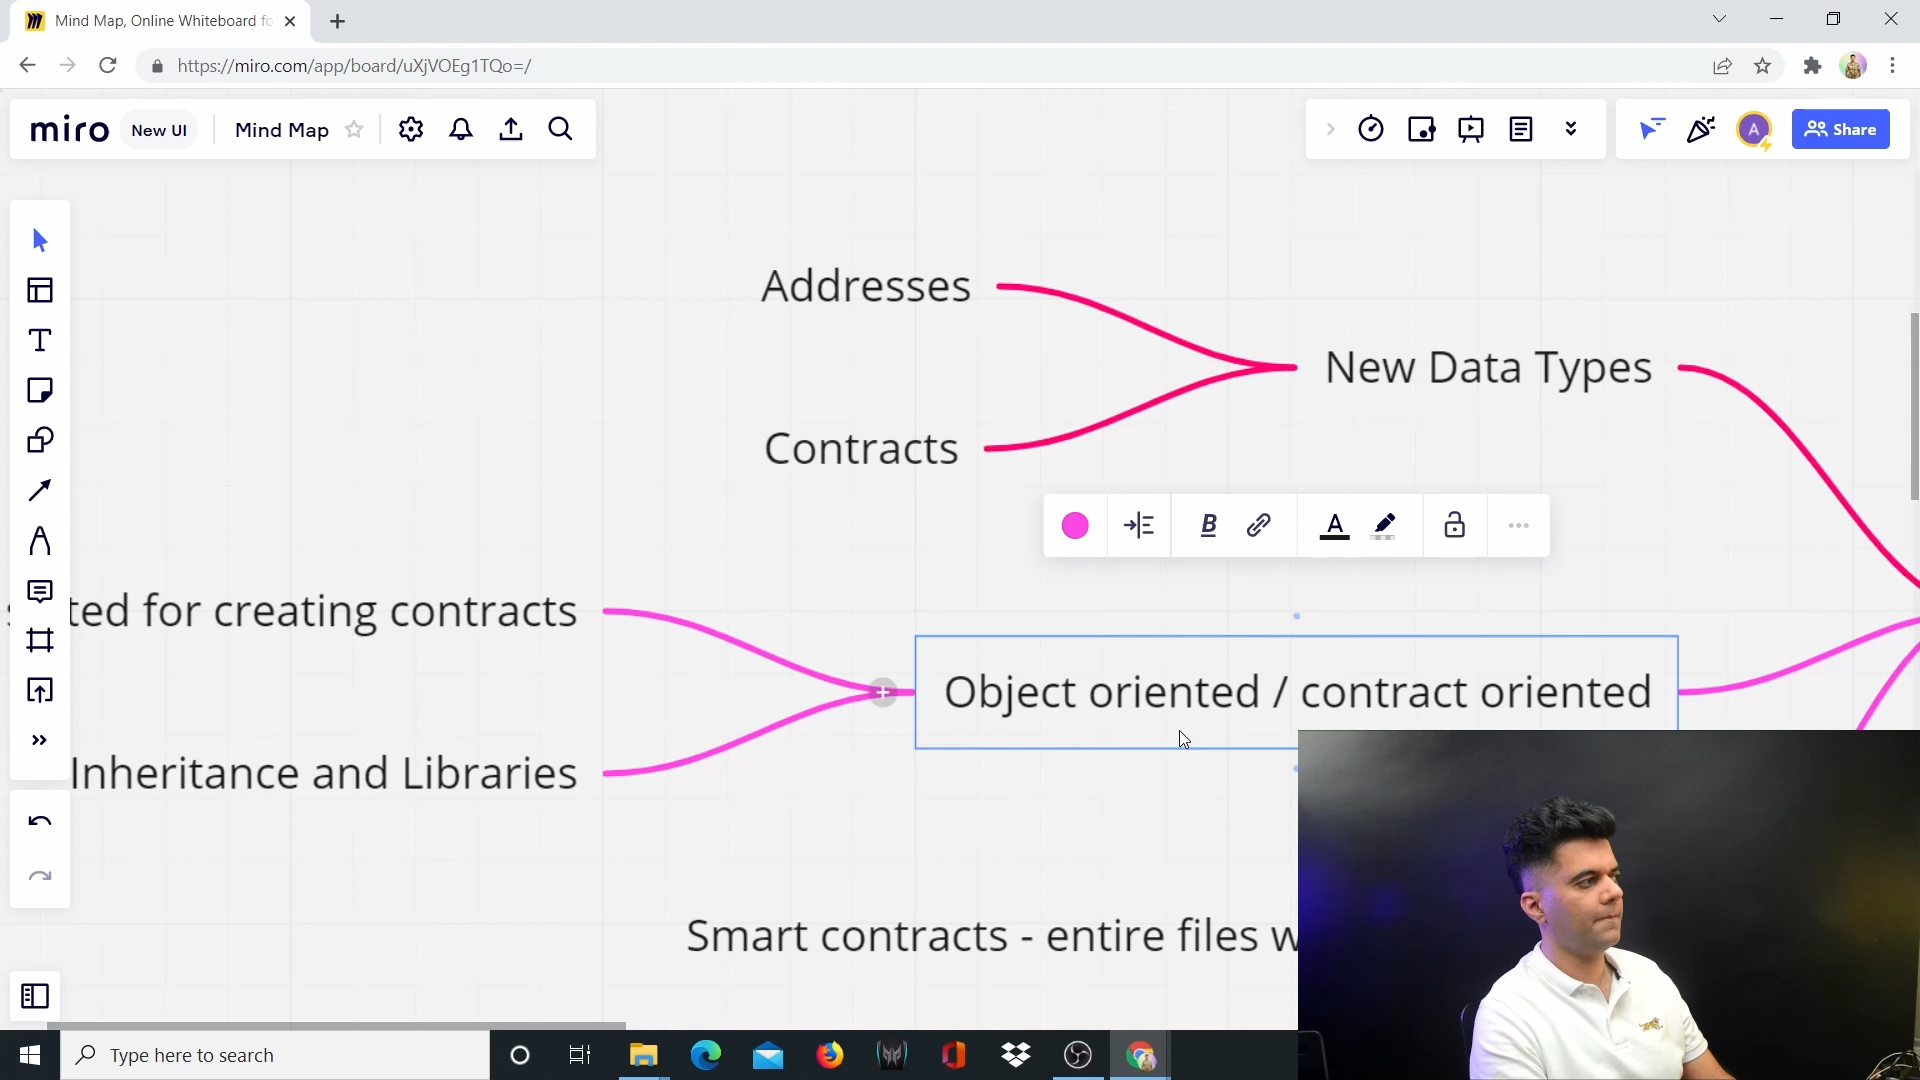 Mind Map, Online Whiteboard fo
https://miro.com/app/board/uXjVOEg1TQo=/
miro
New UI
Mind Map
A
Share
Addresses
New Data Types
Contracts
B
A
ted for creating contracts
Object oriented / contract oriented
Inheritance and Libraries
Smart contracts - entire files w
Type here to search